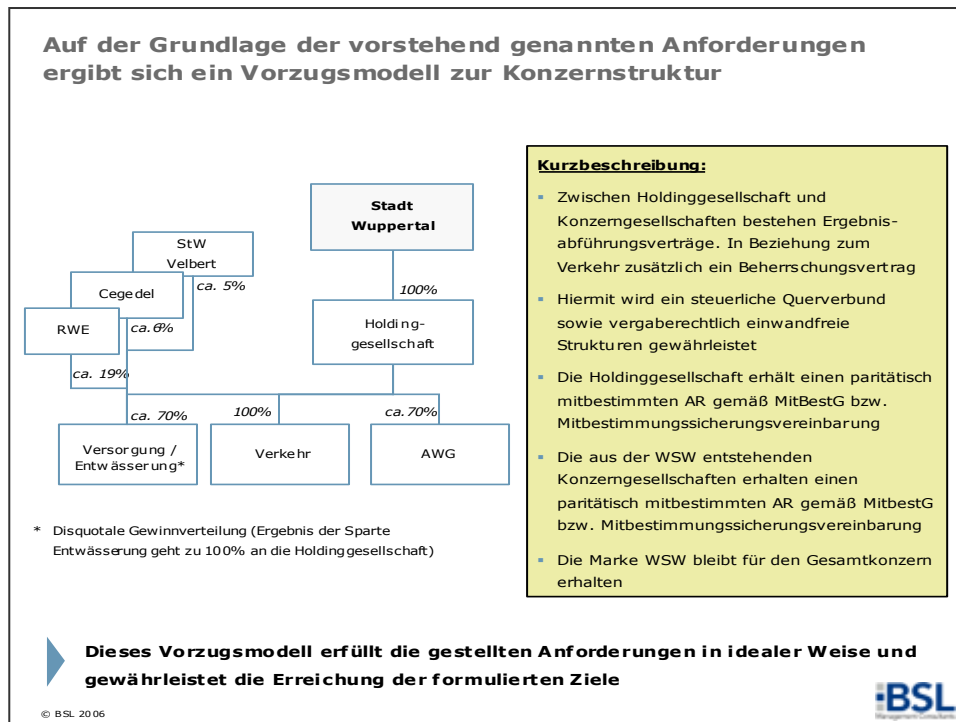 Auf der Grundlage der vorstehend genannten Anforderungen
ergibt sich ein Vorzugsmodell zur Konzernstruktur
Stadt
Wuppertal
StW
Velbert
Cegedel
RWE
ca. 5%
ca.6%
ca. 19%
100%
Holding-
gesellschaft
ca. 70%
100%
ca.70%
Versorgung /
Entwässerung*
Verkehr
AWG
* Disquotale Gewinnverteilung (Ergebnis der Sparte
Entwässerung geht zu 100% an die Holdinggesellschaft)
Kurzbeschreibung:
▪ Zwischen Holdinggesellschaft und
Konzerngesellschaften bestehen Ergebnis-
abführungsverträge. In Beziehung zum
Verkehr zusätzlich ein Beherrschungsvertrag
▪ Hiermit wird ein steuerliche Querverbund
sowie vergaberechtlich einwandfreie
Strukturen gewährleistet
▪ Die Holdinggesellschaft erhält einen paritätisch
mitbestimmten AR gemäß MitBestG bzw.
Mitbestimmungssicherungsvereinbarung
▪ Die aus der WSW entstehenden
Konzerngesellschaften erhalten einen
paritätisch mitbestimmten AR gemäß MitbestG
bzw. Mitbestimmungssicherungsvereinbarung
▪ Die Marke WSW bleibt für den Gesamtkonzern
erhalten
Dieses Vorzugsmodell erfüllt die gestellten Anforderungen in idealer Weise und
gewährleistet die Erreichung der formulierten Ziele
© BSL 2006
BSL
Management Consultants